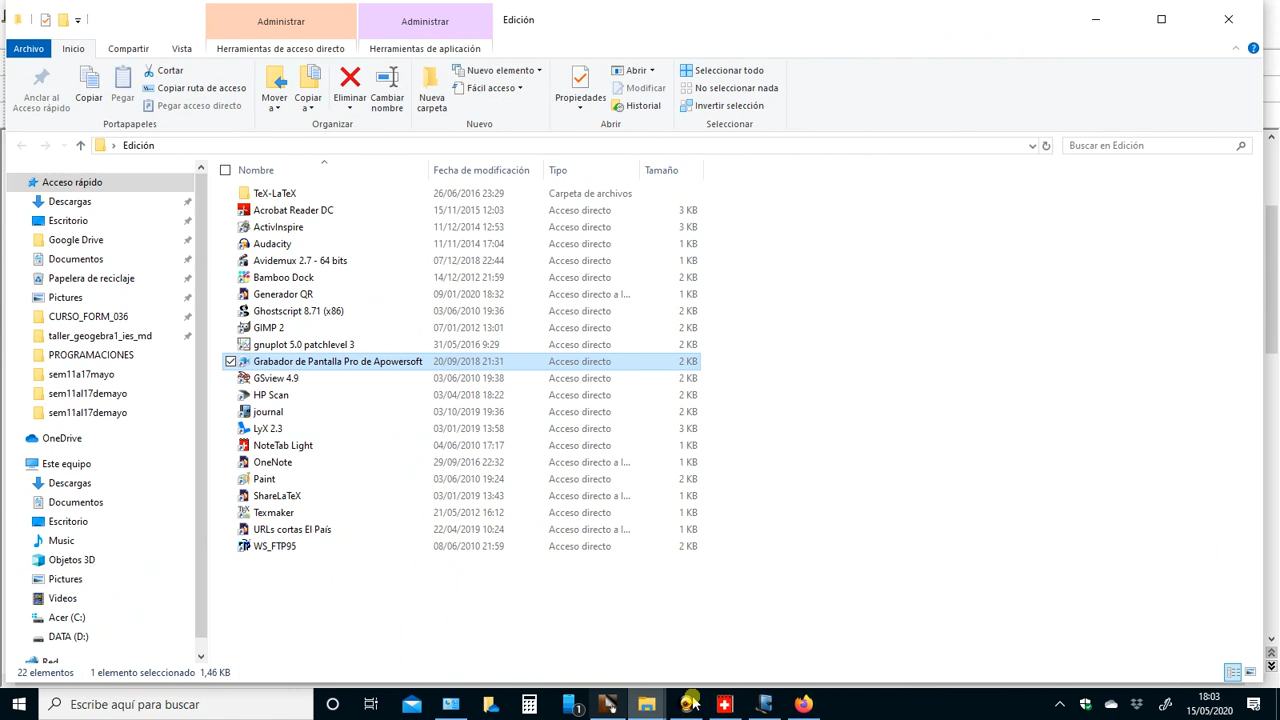 Administrar
Administrar
Edición
Archivo
Inicio
Compartir
Vista
Herramientas de acceso directo
Herramientas de aplicación
Anclar al Acceso rápido
Copiar
Pegar
Cortar
Copiar ruta de acceso
Pegar acceso directo
Portapapeles
Mover a
Copiar a
Eliminar
Cambiar nombre
Organizar
Nueva carpeta
Nuevo elemento
Fácil acceso
Nuevo
Propiedades
Abrir
Modificar
Historial
Abrir
Seleccionar todo
No seleccionar nada
Invertir selección
Seleccionar
Edición
Buscar en Edición
Acceso rápido
Descargas
Escritorio
Google Drive
Documentos
Papelera de reciclaje
Pictures
CURSO_FORM_036
taller_geogebra1_ies_md
PROGRAMACIONES
sem11a17mayo
sem11al17demayo
sem11al17demayo
OneDrive
Este equipo
Descargas
Documentos
Escritorio
Music
Objetos 3D
Pictures
Videos
Acer (C:)
DATA (D:)
Red
Nombre Fecha de modificación Tipo Tamaño
TeX-LaTeX 26/06/2016 23:29 Carpeta de archivos
Acrobat Reader DC 15/11/2015 12:03 Acceso directo 3 KB
ActivInspire 11/12/2014 12:53 Acceso directo 3 KB
Audacity 11/11/2014 17:04 Acceso directo 1 KB
Avidemux 2.7 - 64 bits 07/12/2018 22:44 Acceso directo 1 KB
Bamboo Dock 14/12/2012 21:59 Acceso directo 2 KB
Generador QR 09/01/2020 18:32 Acceso directo a I... 1 KB
Ghostscript 8.71 (x86) 03/06/2010 19:36 Acceso directo 2 KB
GIMP 2 07/01/2012 13:01 Acceso directo 2 KB
gnuplot 5.0 patchlevel 3 31/05/2016 9:29 Acceso directo 2 KB
Grabador de Pantalla Pro de Apowersoft 20/09/2018 21:31 Acceso directo 2 KB
GSview 4.9 03/06/2010 19:38 Acceso directo 2 KB
HP Scan 03/04/2018 18:22 Acceso directo 2 KB
journal 03/10/2019 19:36 Acceso directo 2 KB
LyX 2.3 03/01/2019 13:58 Acceso directo 3 KB
NoteTab Light 04/06/2010 17:17 Acceso directo 1 KB
OneNote 29/09/2016 22:32 Acceso directo a I... 1 KB
Paint 03/06/2010 19:24 Acceso directo 2 KB
ShareLaTeX 03/01/2019 13:43 Acceso directo a I... 1 KB
Texmaker 21/05/2012 16:12 Acceso directo 2 KB
URLs cortas El País 22/04/2019 10:24 Acceso directo a I... 1 KB
WS_FTP95 08/06/2010 21:59 Acceso directo 2 KB
22 elementos 1 elemento seleccionado 1,46 KB
Escribe aquí para buscar
1
18:03
15/05/2020